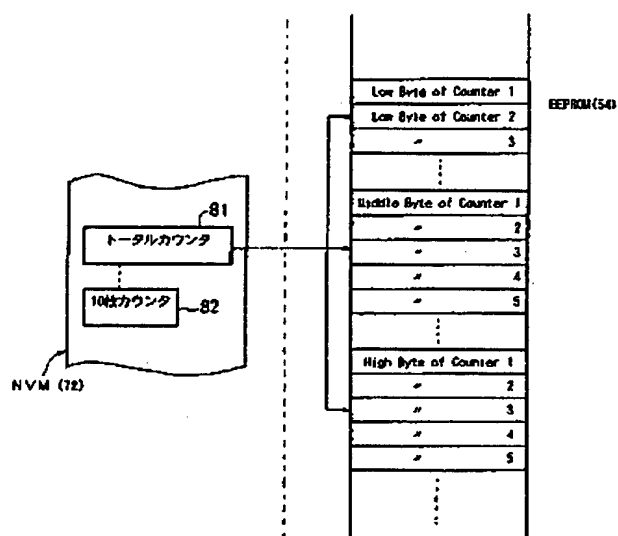 Low Byte of Counter 1
Low Byte of Counter 2
〃 3
EEPROM(54)
Middle Byte of Counter 1
〃 2
〃 3
〃 4
〃 5
High Byte of Counter 1
〃 2
〃 3
〃 4
〃 5
81
トータルカウンタ
10枚カウンタ
82
NVM (72)